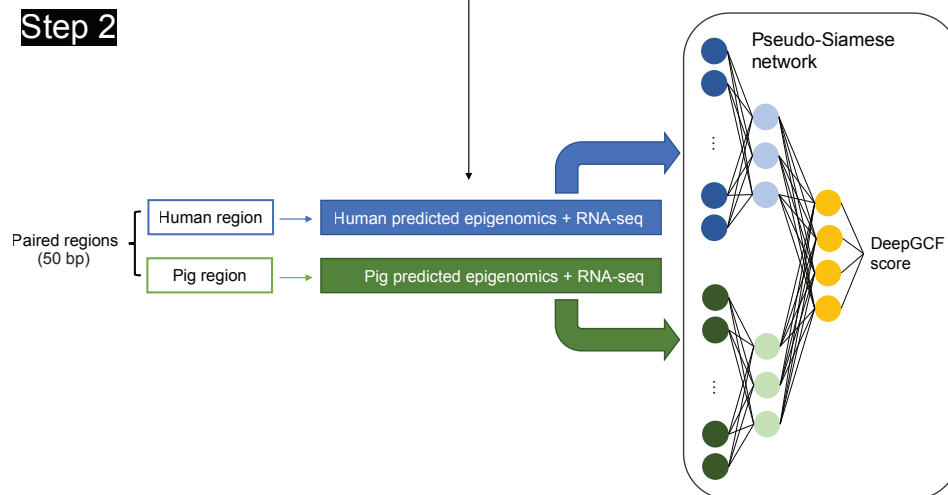 Step 2
Pseudo-Siamese
network
...
Human region
Human predicted epigenomics + RNA-seq
Paired regions
(50 bp)
DeepGCF
score
Pig region
Pig predicted epigenomics + RNA-seq
...